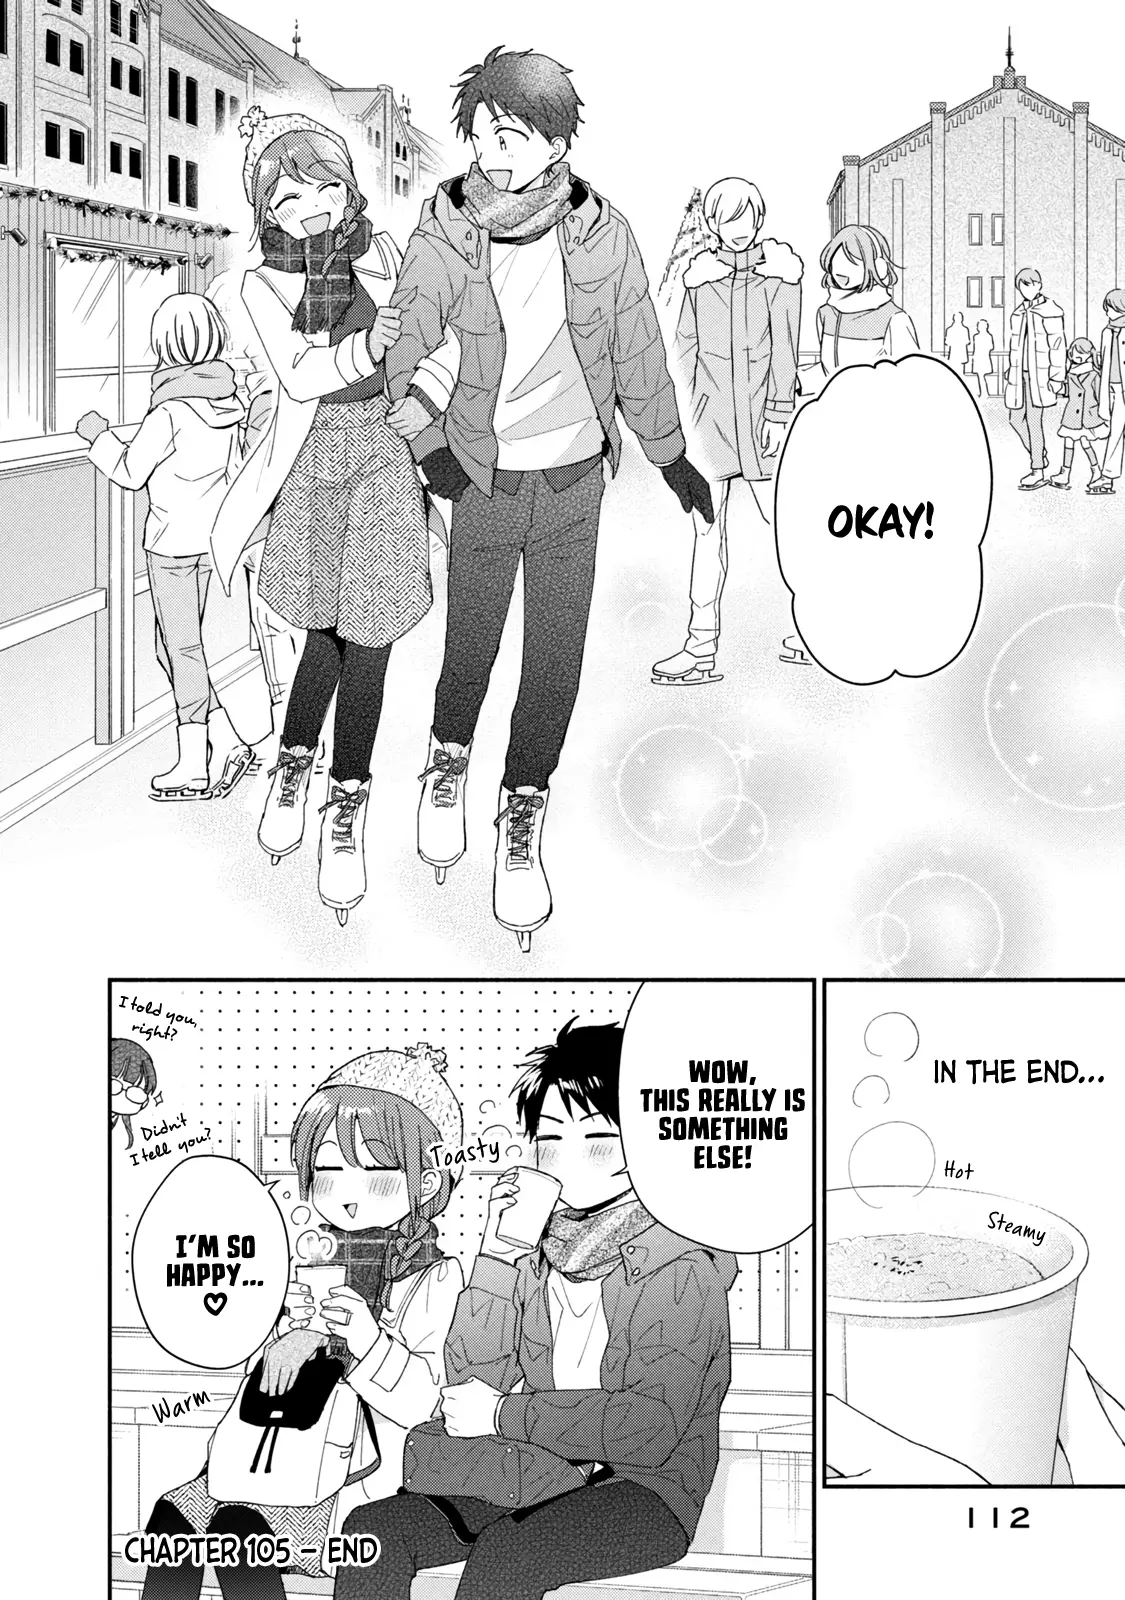 OKAY!
IN THE END...
Hot
Steamy
WOW,
THIS REALLY IS
SOMETHING
ELSE!
Toasty
I told you,
right?
Didn't
I tell you?
I'M SO
HAPPY...
♡
Warm
CHAPTER 105 – END
112